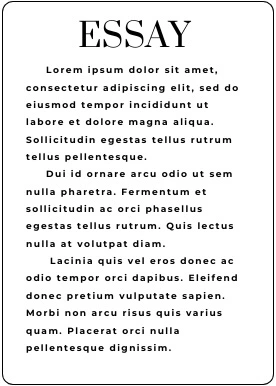 ESSAY
Lorem ipsum dolor sit amet,
consectetur adipiscing elit, sed do
eiusmod tempor incididunt ut
labore et dolore magna aliqua.
Sollicitudin egestas tellus rutrum
tellus pellentesque.
Dui id ornare arcu odio ut sem
nulla pharetra. Fermentum et
sollicitudin ac orci phasellus
egestas tellus rutrum. Quis lectus
nulla at volutpat diam.
Lacinia quis vel eros donec ac
odio tempor orci dapibus. Eleifend
donec pretium vulputate sapien.
Morbi non arcu risus quis varius
quam. Placerat orci nulla
pellentesque dignissim.